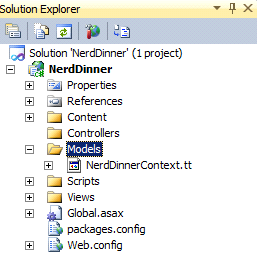 Solution Explorer
Solution 'NerdDinner' (1 project)
NerdDinner
Properties
References
Content
Controllers
Models
NerdDinnerContext.tt
Scripts
Views
Global.asax
packages.config
Web.config